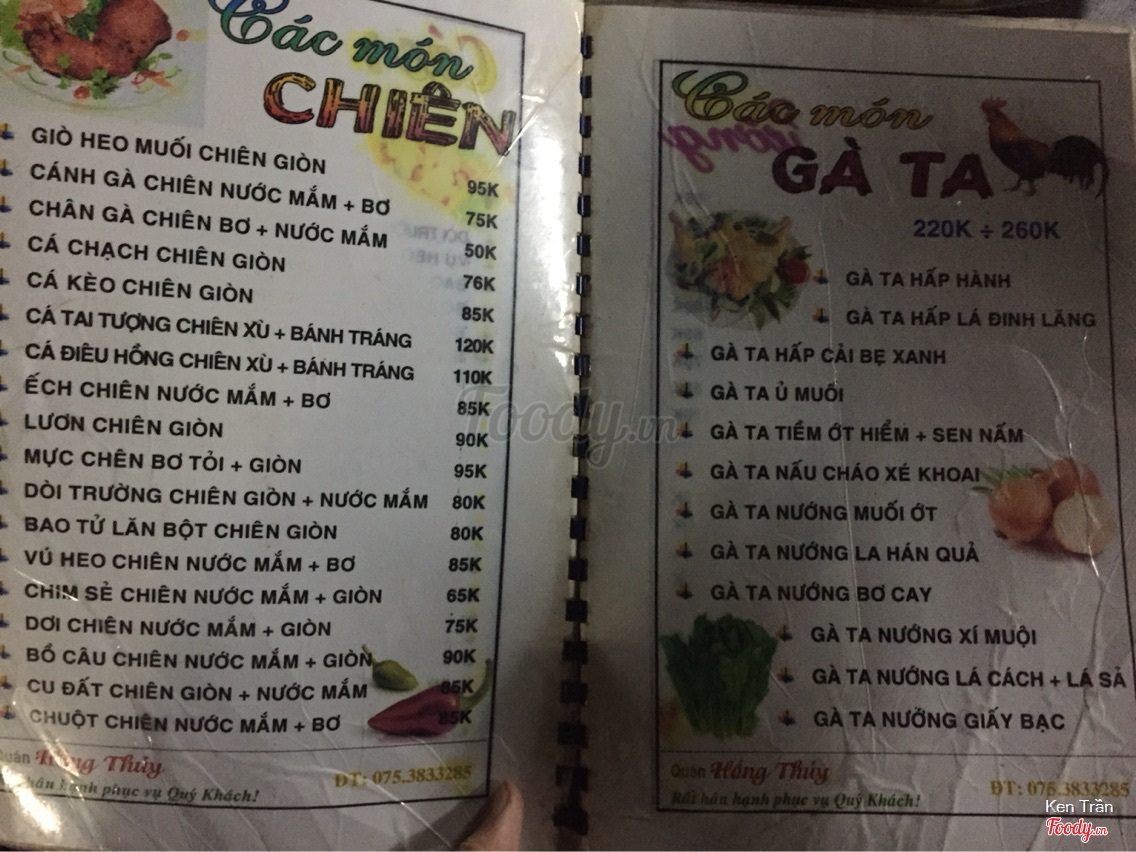 Các món
CHIÊN
GIÒ HEO MUỐI CHIÊN GIÒN 95K
CÁNH GÀ CHIÊN NƯỚC MẮM + BƠ 75K
CHÂN GÀ CHIÊN BƠ + NƯỚC MẮM 50K
CÁ CHẠCH CHIÊN GIÒN 76K
CÁ KÈO CHIÊN GIÒN 85K
CÁ TAI TƯỢNG CHIÊN XÙ + BÁNH TRÁNG 120K
CÁ ĐIÊU HỒNG CHIÊN XÙ + BÁNH TRÁNG 110K
ẾCH CHIÊN NƯỚC MẮM + BƠ 85K
LƯƠN CHIÊN GIÒN 90K
MỰC CHÊN BƠ TỎI + GIÒN 95K
DÒI TRƯỜNG CHIÊN GIÒN + NƯỚC MẮM 80K
BAO TỬ LĂN BỘT CHIÊN GIÒN 80K
VÚ HEO CHIÊN NƯỚC MẮM + BƠ 85K
CHIM SẺ CHIÊN NƯỚC MẮM + GIÒN 65K
DƠI CHIÊN NƯỚC MẮM + GIÒN 75K
BỒ CÂU CHIÊN NƯỚC MẮM + GIÒN 90K
CU ĐẤT CHIÊN GIÒN + NƯỚC MẮM 85K
CHUỘT CHIÊN NƯỚC MẮM + BƠ 85K
Quán Hồng Thủy
hân hạnh phục vụ Quý Khách!
ĐT: 075.3833285
Các món
GÀ TA
220K ÷ 260K
GÀ TA HẤP HÀNH
GÀ TA HẤP LÁ ĐINH LĂNG
GÀ TA HẤP CẢI BẸ XANH
GÀ TA Ủ MUỐI
GÀ TA TIỀM ỚT HIỂM + SEN NẤM
GÀ TA NẤU CHÁO XÉ KHOAI
GÀ TA NƯỚNG MUỐI ỚT
GÀ TA NƯỚNG LA HÁN QUẢ
GÀ TA NƯỚNG BƠ CAY
GÀ TA NƯỚNG XÍ MUỘI
GÀ TA NƯỚNG LÁ CÁCH + LÁ SẢ
GÀ TA NƯỚNG GIẤY BẠC
Quán Hồng Thủy
Rất hân hạnh phục vụ Quý Khách!
ĐT: 075.3833285
Foody.vn
Ken Trần
Foody.vn